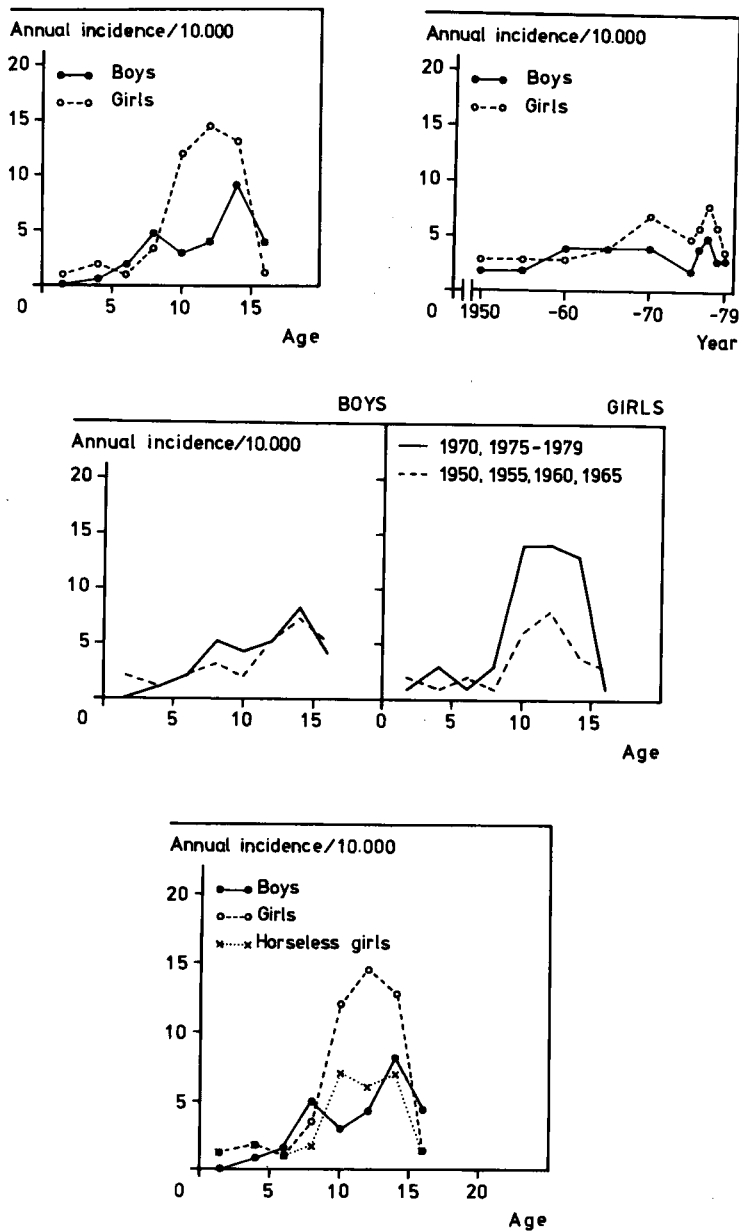 Annual incidence/10.000
20
Boys
Girls
15
10
5
0
5
10
15
Age
Annual incidence/10.000
20
Boys
Girls
15
10
5
0
1950
-60
-70
-79
Year
BOYS
GIRLS
Annual incidence/10.000
20
15
10
5
0
5
10
15
1970, 1975-1979
1950, 1955, 1960, 1965
0
5
10
15
Age
Annual incidence/10.000
20
Boys
Girls
Horseless girls
15
10
5
0
5
10
15
20
Age